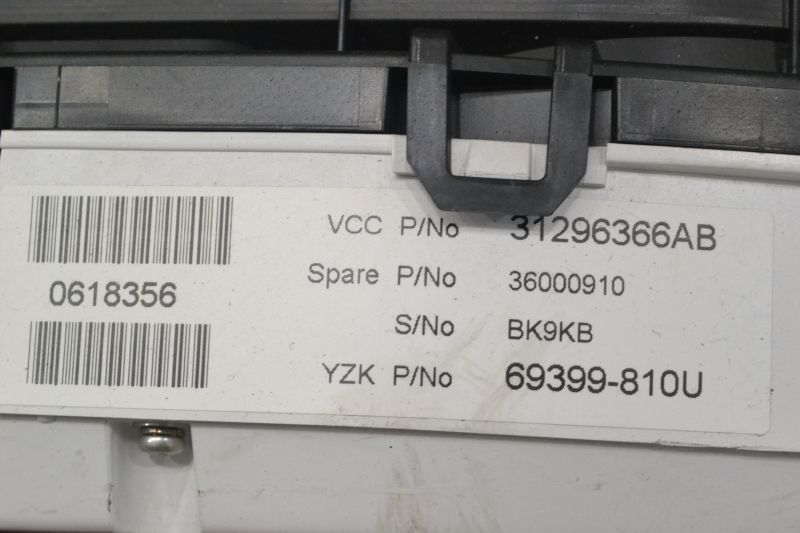 VCC P/No 31296366AB
Spare P/No 36000910
0618356
S/No BK9KB
YZK P/No 69399-810U